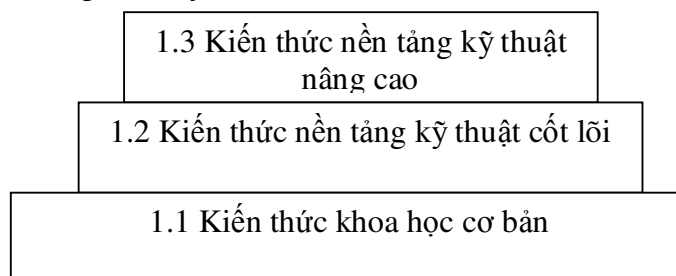 1.3 Kiến thức nền tảng kỹ thuật
nâng cao
1.2 Kiến thức nền tảng kỹ thuật cốt lõi
1.1 Kiến thức khoa học cơ bản